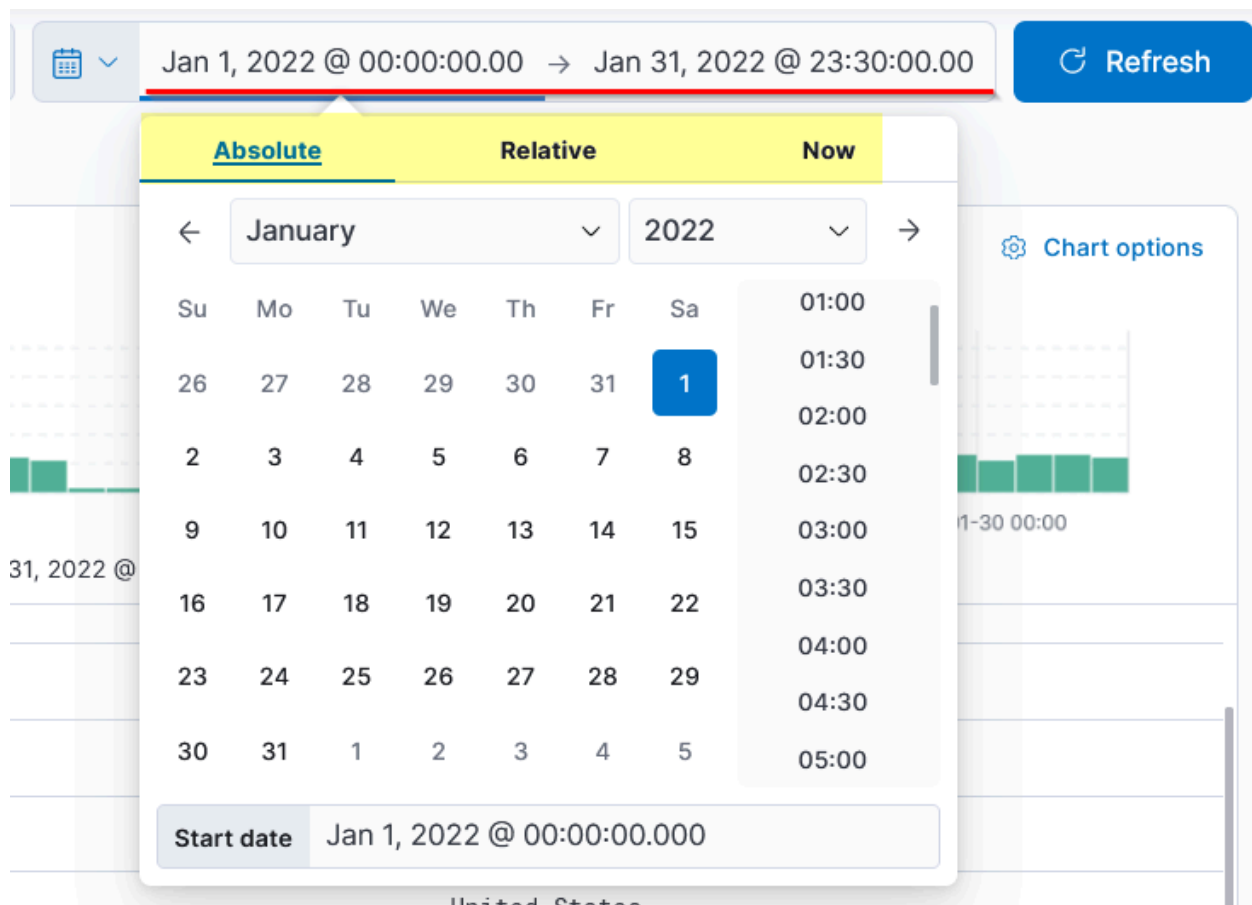 Jan 1, 2022 @ 00:00:00.00 → Jan 31, 2022 @ 23:30:00.00 Refresh
Absolute Relative Now
January 2022
Chart options
Su Mo Tu We Th Fr Sa
26 27 28 29 30 31 1
2 3 4 5 6 7 8
9 10 11 12 13 14 15
16 17 18 19 20 21 22
23 24 25 26 27 28 29
30 31 1 2 3 4 5
01:00
01:30
02:00
02:30
03:00
03:30
04:00
04:30
05:00
1-30 00:00
31, 2022 @
Start date Jan 1, 2022 @ 00:00:00.000
United States